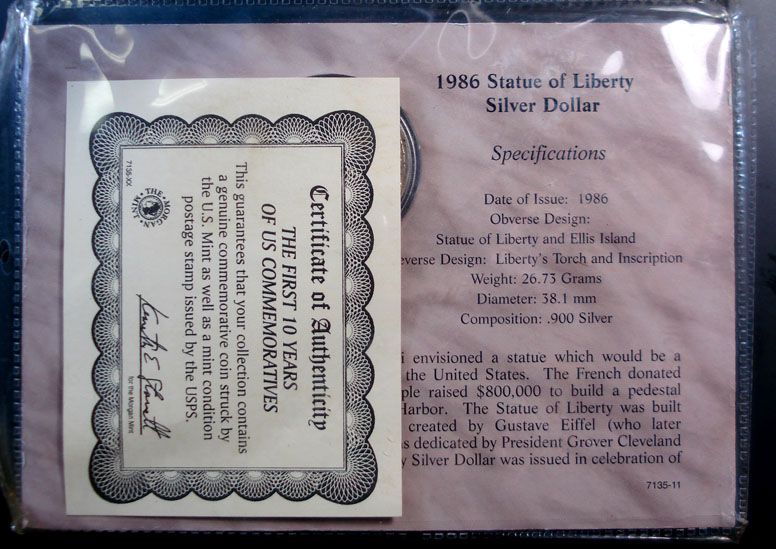 1986 Statue of Liberty
Silver Dollar
Specifications
Date of Issue: 1986
Obverse Design:
Statue of Liberty and Ellis Island
everse Design: Liberty's Torch and Inscription
Weight: 26.73 Grams
Diameter: 38.1 mm
Composition: .900 Silver
i envisioned a statue which would be a
the United States. The French donated
ple raised $800,000 to build a pedestal
Harbor. The Statue of Liberty was built
created by Gustave Eiffel (who later
s dedicated by President Grover Cleveland
y Silver Dollar was issued in celebration of
7135-11
Certificate of Authenticity
THE FIRST 10 YEARS
OF US COMMEMORATIVES
This guarantees that your collection contains
a genuine commemorative coin struck by
the U.S. Mint as well as a mint condition
postage stamp issued by the USPS.
THE MORGAN MINT
for the Morgan Mint
7135-XX